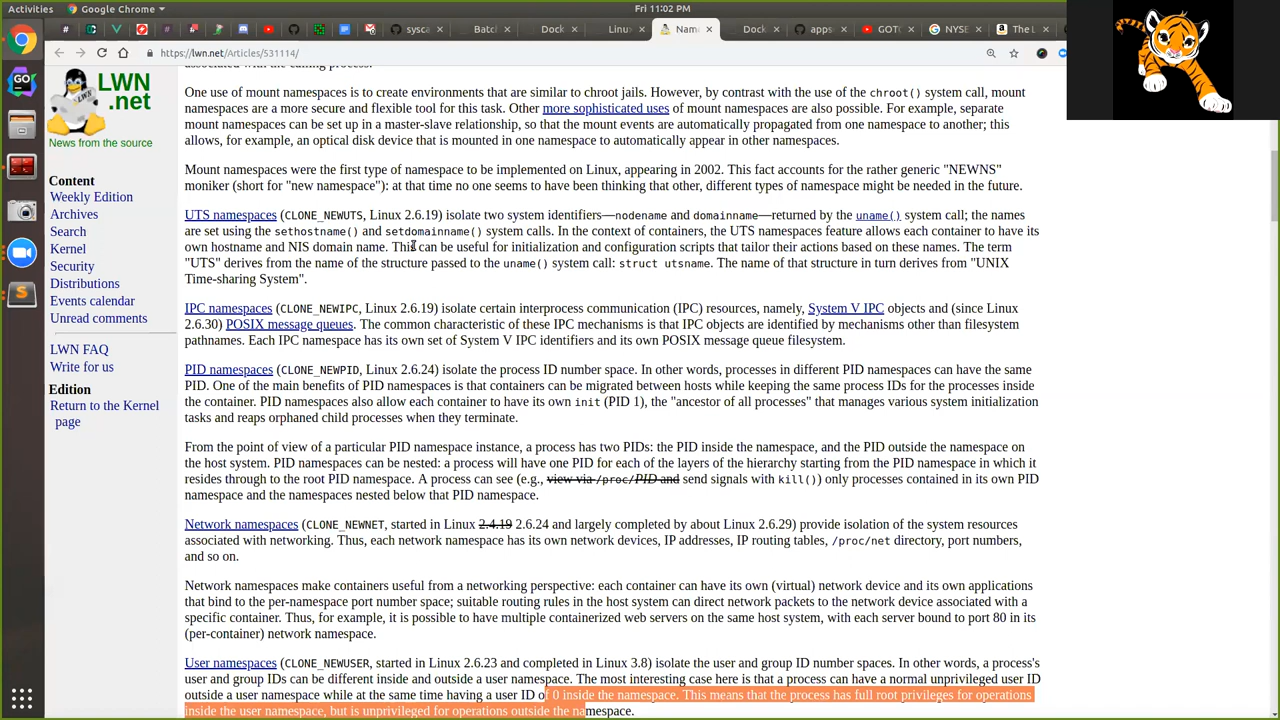 Activities
Google Chrome
Fri 11:02 PM
sysca
Batch
Dock
Linux
Nam
Dock
apps
GOT
NYSE
The L
https://lwn.net/Articles/531114/
LWN
.net
News from the source
Content
Weekly Edition
Archives
Search
Kernel
Security
Distributions
Events calendar
Unread comments
LWN FAQ
Write for us
Edition
Return to the Kernel
page
associated with the calling process.
One use of mount namespaces is to create environments that are similar to chroot jails. However, by contrast with the use of the chroot() system call, mount
namespaces are a more secure and flexible tool for this task. Other more sophisticated uses of mount namespaces are also possible. For example, separate
mount namespaces can be set up in a master-slave relationship, so that the mount events are automatically propagated from one namespace to another; this
allows, for example, an optical disk device that is mounted in one namespace to automatically appear in other namespaces.
Mount namespaces were the first type of namespace to be implemented on Linux, appearing in 2002. This fact accounts for the rather generic "NEWNS"
moniker (short for "new namespace"): at that time no one seems to have been thinking that other, different types of namespace might be needed in the future.
UTS namespaces (CLONE_NEWUTS, Linux 2.6.19) isolate two system identifiers—nodename and domainname—returned by the uname() system call; the names
are set using the sethostname() and setdomainname() system calls. In the context of containers, the UTS namespaces feature allows each container to have its
own hostname and NIS domain name. This can be useful for initialization and configuration scripts that tailor their actions based on these names. The term
"UTS" derives from the name of the structure passed to the uname() system call: struct utsname. The name of that structure in turn derives from "UNIX
Time-sharing System".
IPC namespaces (CLONE_NEWIPC, Linux 2.6.19) isolate certain interprocess communication (IPC) resources, namely, System V IPC objects and (since Linux
2.6.30) POSIX message queues. The common characteristic of these IPC mechanisms is that IPC objects are identified by mechanisms other than filesystem
pathnames. Each IPC namespace has its own set of System V IPC identifiers and its own POSIX message queue filesystem.
PID namespaces (CLONE_NEWPID, Linux 2.6.24) isolate the process ID number space. In other words, processes in different PID namespaces can have the same
PID. One of the main benefits of PID namespaces is that containers can be migrated between hosts while keeping the same process IDs for the processes inside
the container. PID namespaces also allow each container to have its own init (PID 1), the "ancestor of all processes" that manages various system initialization
tasks and reaps orphaned child processes when they terminate.
From the point of view of a particular PID namespace instance, a process has two PIDs: the PID inside the namespace, and the PID outside the namespace on
the host system. PID namespaces can be nested: a process will have one PID for each of the layers of the hierarchy starting from the PID namespace in which it
resides through to the root PID namespace. A process can see (e.g., view via /proc/PID and send signals with kill()) only processes contained in its own PID
namespace and the namespaces nested below that PID namespace.
Network namespaces (CLONE_NEWNET, started in Linux 2.4.19 2.6.24 and largely completed by about Linux 2.6.29) provide isolation of the system resources
associated with networking. Thus, each network namespace has its own network devices, IP addresses, IP routing tables, /proc/net directory, port numbers,
and so on.
Network namespaces make containers useful from a networking perspective: each container can have its own (virtual) network device and its own applications
that bind to the per-namespace port number space; suitable routing rules in the host system can direct network packets to the network device associated with a
specific container. Thus, for example, it is possible to have multiple containerized web servers on the same host system, with each server bound to port 80 in its
(per-container) network namespace.
User namespaces (CLONE_NEWUSER, started in Linux 2.6.23 and completed in Linux 3.8) isolate the user and group ID number spaces. In other words, a process's
user and group IDs can be different inside and outside a user namespace. The most interesting case here is that a process can have a normal unprivileged user ID
outside a user namespace while at the same time having a user ID of 0 inside the namespace. This means that the process has full root privileges for operations
inside the user namespace, but is unprivileged for operations outside the namespace.